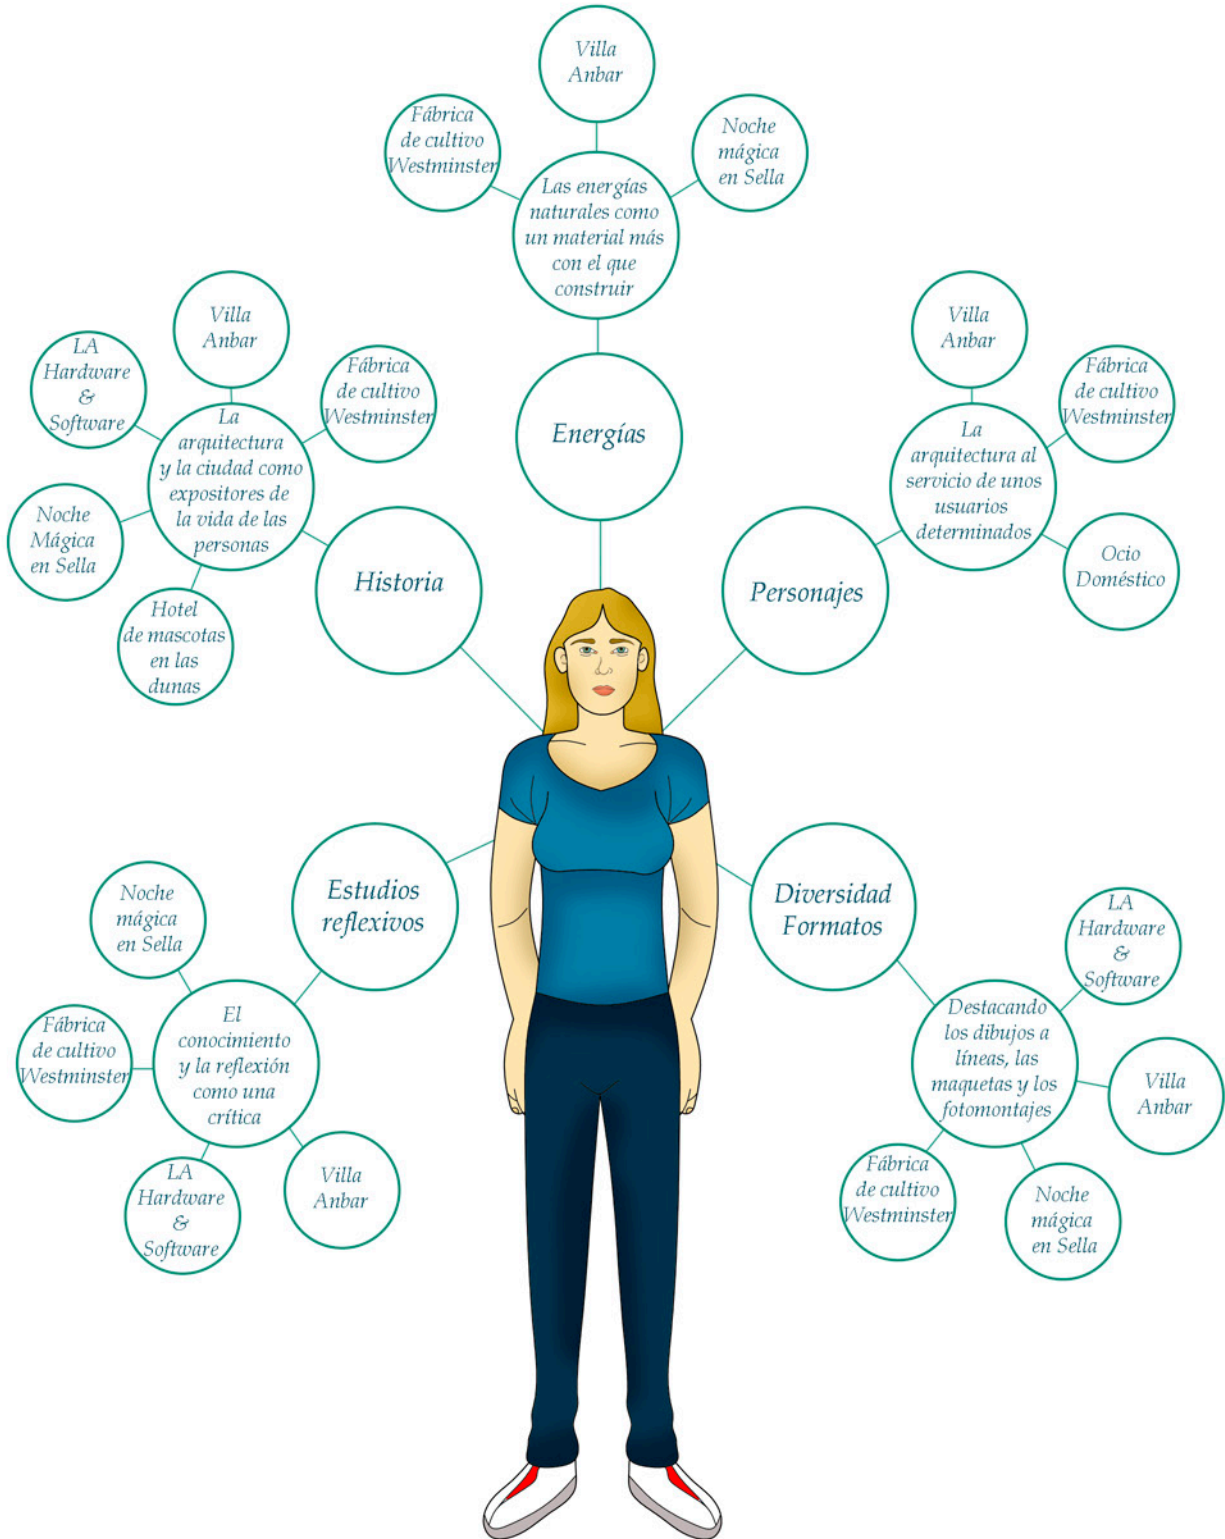 Villa
Anbar
Fábrica
de cultivo
Westminster
Noche
mágica
en Sella
Las energías
naturales como
un material más
con el que
construir
Energías
Villa
Anbar
LA
Hardware
&
Software
Fábrica
de cultivo
Westminster
La
arquitectura
y la ciudad como
expositores de
la vida de las
personas
Noche
Mágica
en Sella
Hotel
de mascotas
en las
dunas
Historia
Villa
Anbar
Fábrica
de cultivo
Westminster
La
arquitectura al
servicio de unos
usuarios
determinados
Ocio
Doméstico
Personajes
Estudios
reflexivos
Noche
mágica
en Sella
El
conocimiento
y la reflexión
como una
crítica
Fábrica
de cultivo
Westminster
LA
Hardware
&
Software
Villa
Anbar
Diversidad
Formatos
LA
Hardware
&
Software
Destacando
los dibujos a
líneas, las
maquetas y los
fotomontajes
Villa
Anbar
Fábrica
de cultivo
Westminster
Noche
mágica
en Sella